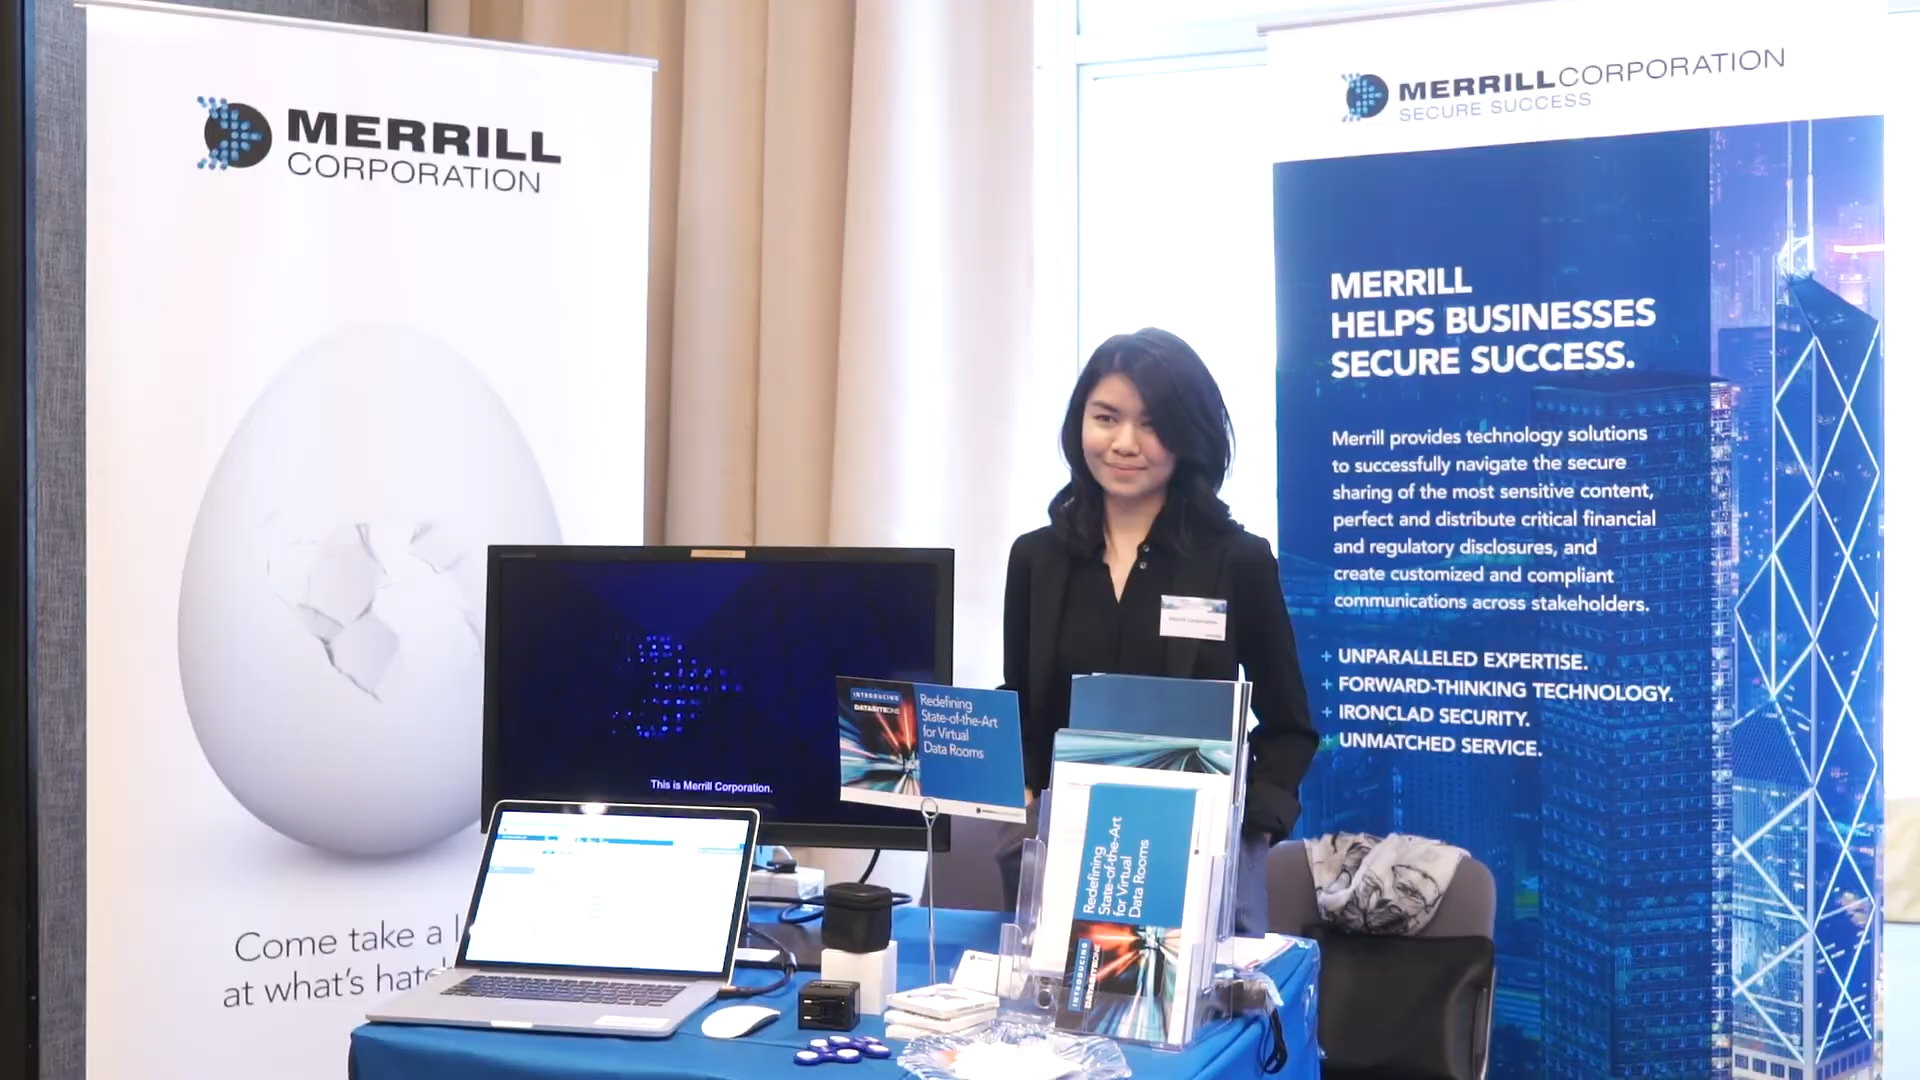 MERRILL
CORPORATION
Come take a
at what's
This is Merrill Corporation.
INTRODUCING
DATASITEONE
Redefining
State-of-the-Art
for Virtual
Data Rooms
Redefining
State-of-the-Art
for Virtual
Data Rooms
INTRODUCING
DATASITEONE
Merrill Corporation
MERRILLCORPORATION
SECURE SUCCESS
MERRILL
HELPS BUSINESSES
SECURE SUCCESS.
Merrill provides technology solutions
to successfully navigate the secure
sharing of the most sensitive content,
perfect and distribute critical financial
and regulatory disclosures, and
create customized and compliant
communications across stakeholders.
+ UNPARALLELED EXPERTISE.
+ FORWARD-THINKING TECHNOLOGY.
+ IRONCLAD SECURITY.
+ UNMATCHED SERVICE.